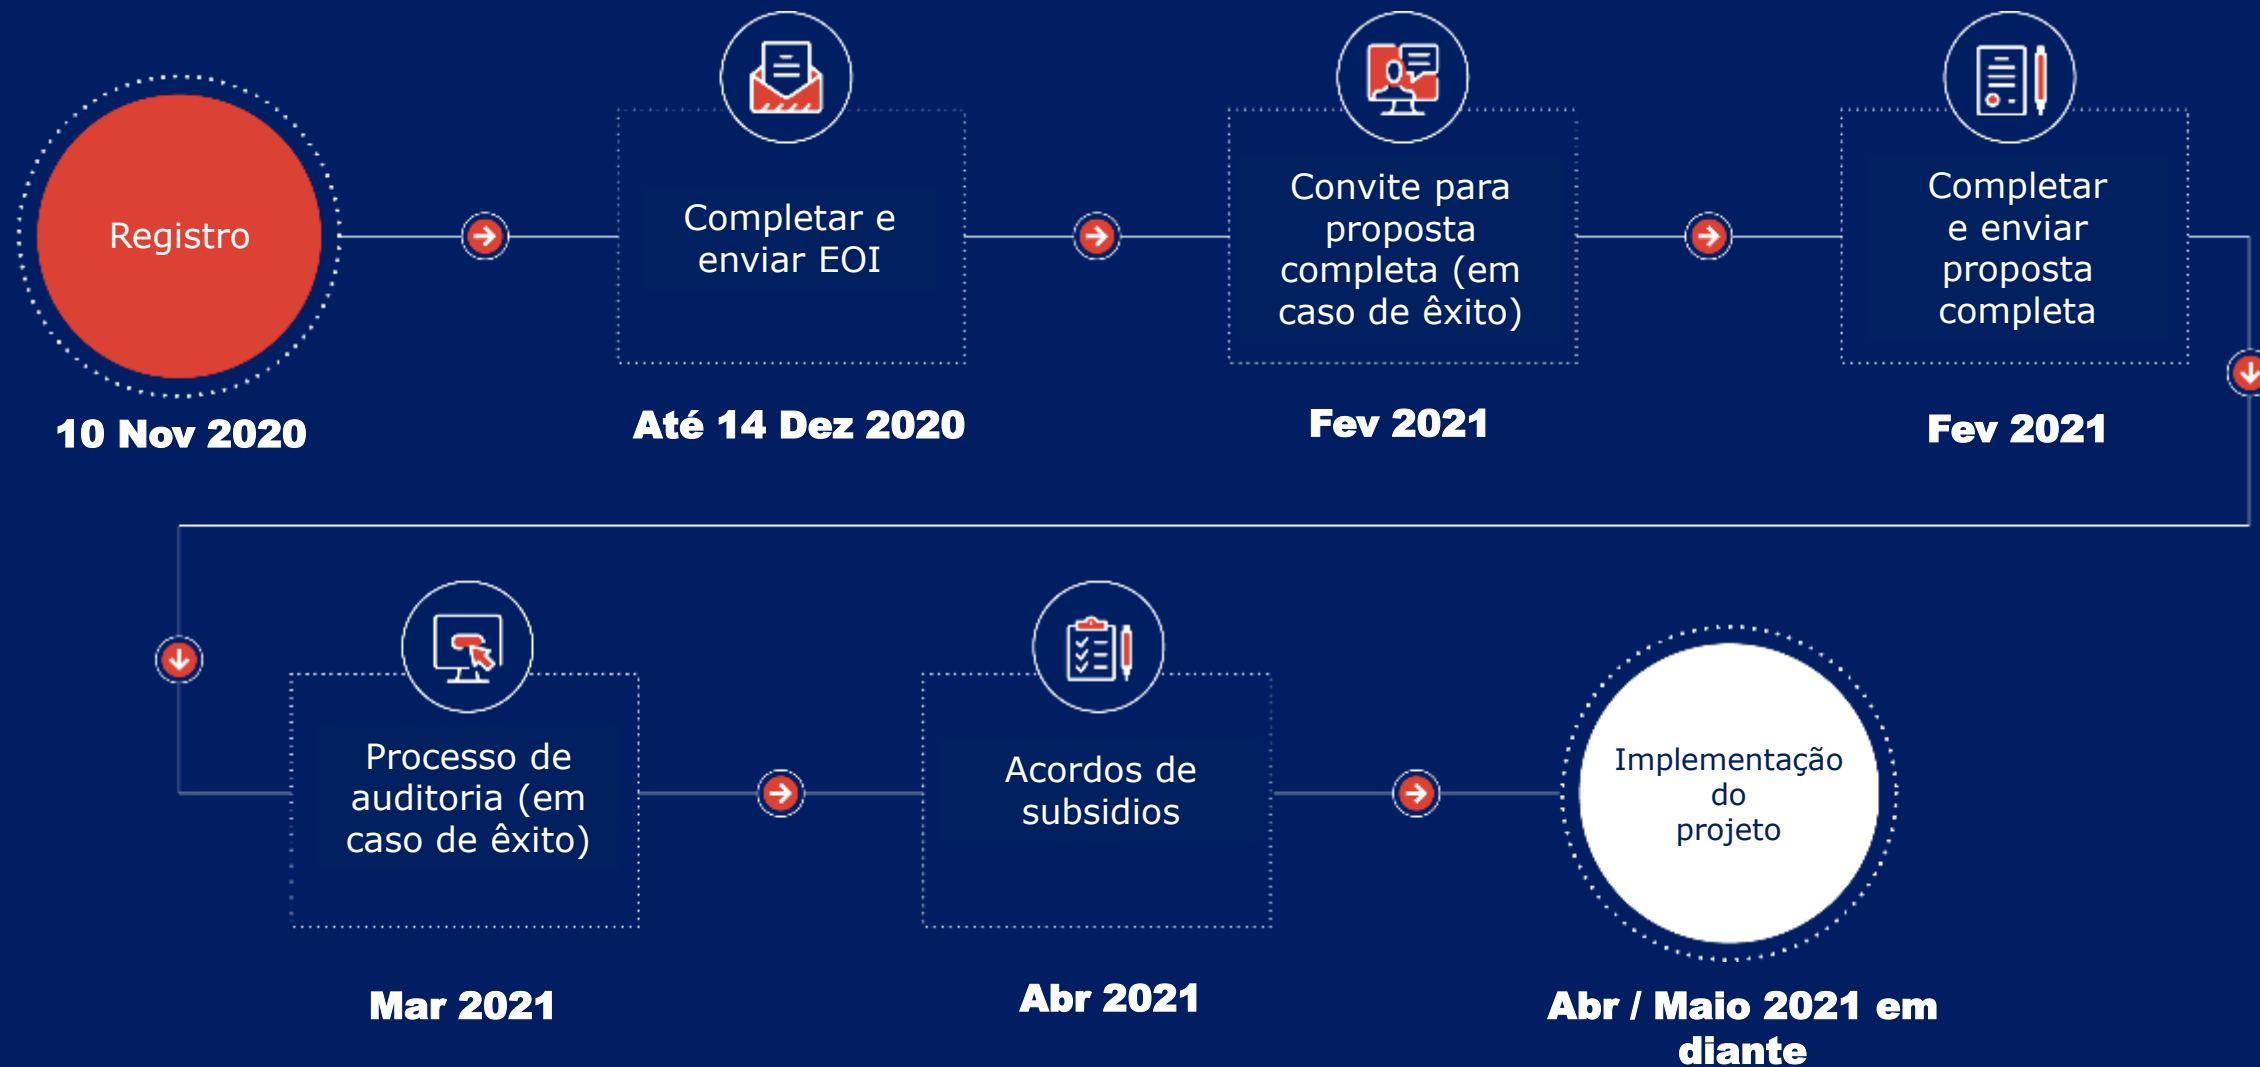 Registro
10 Nov 2020
Completar e
enviar EOI
Até 14 Dez 2020
Convite para
proposta
completa (em
caso de êxito)
Fev 2021
Completar
e enviar
proposta
completa
Fev 2021
Processo de
auditoria (em
caso de êxito)
Mar 2021
Acordos de
subsidios
Abr 2021
Implementação
do
projeto
Abr / Maio 2021 em
diante